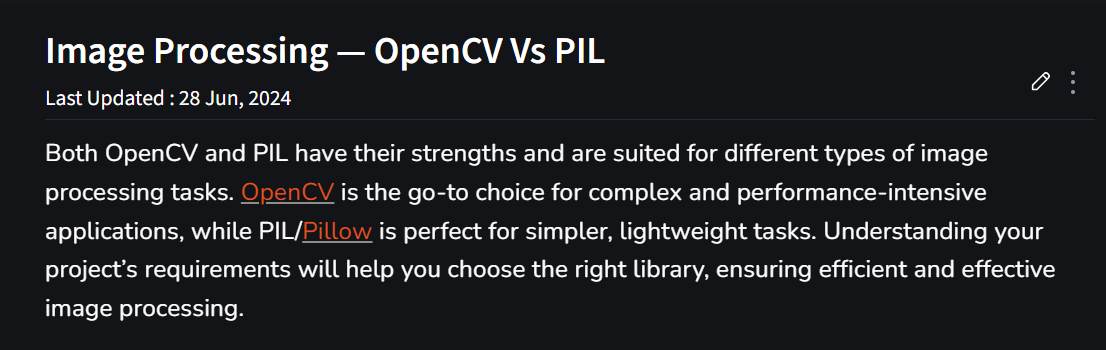 Image Processing — OpenCV Vs PIL
Last Updated : 28 Jun, 2024
Both OpenCV and PIL have their strengths and are suited for different types of image
processing tasks. OpenCV is the go-to choice for complex and performance-intensive
applications, while PIL/Pillow is perfect for simpler, lightweight tasks. Understanding your
project’s requirements will help you choose the right library, ensuring efficient and effective
image processing.